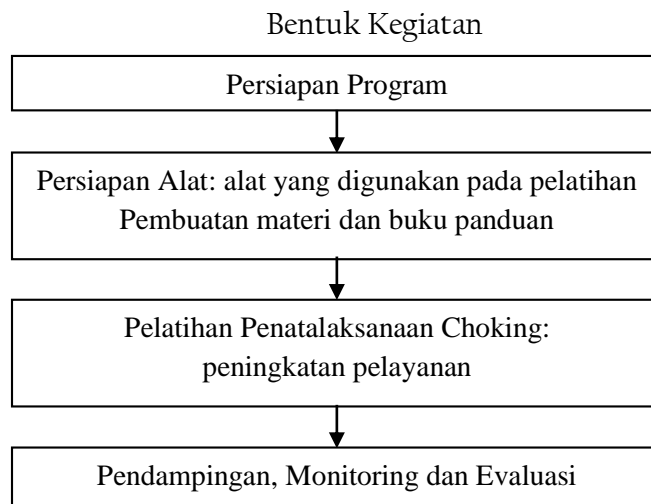 Bentuk Kegiatan
Persiapan Program
Persiapan Alat: alat yang digunakan pada pelatihan
Pembuatan materi dan buku panduan
Pelatihan Penatalaksanaan Choking:
peningkatan pelayanan
Pendampingan, Monitoring dan Evaluasi